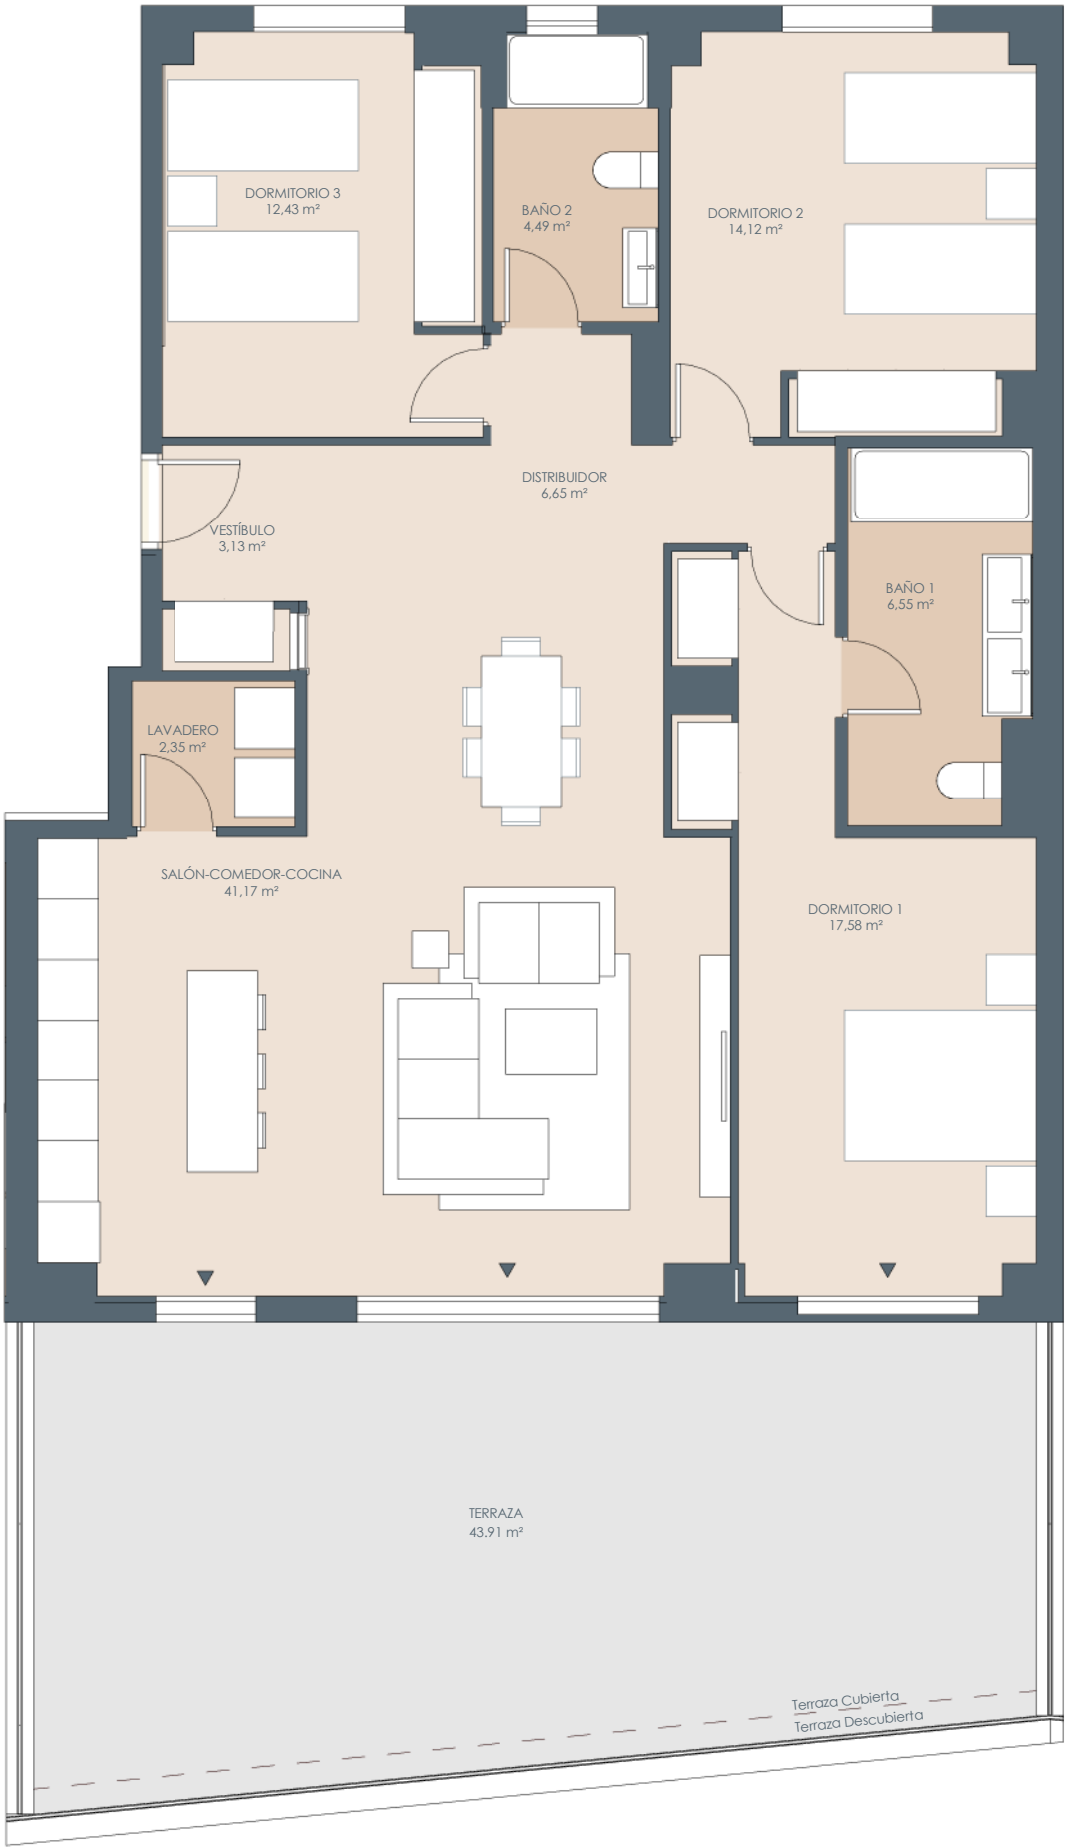 DORMITORIO 3
12,43 m²
BAÑO 2
4,49 m²
DORMITORIO 2
14,12 m²
DISTRIBUIDOR
6,65 m²
VESTÍBULO
3,13 m²
BAÑO 1
6,55 m²
LAVADERO
2,35 m²
SALÓN-COMEDOR-COCINA
41,17 m²
DORMITORIO 1
17,58 m²
TERRAZA
43.91 m²
Terraza Cubierta
Terraza Descubierta